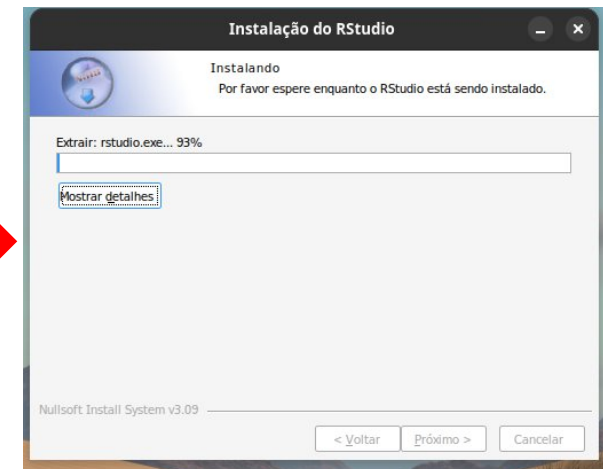 Instalação do RStudio
Instalando
Por favor espere enquanto o RStudio está sendo instalado.
Extrair: rstudio.exe... 93%
Mostrar detalhes
Nullsoft Install System v3.09
< Voltar
Próximo >
Cancelar